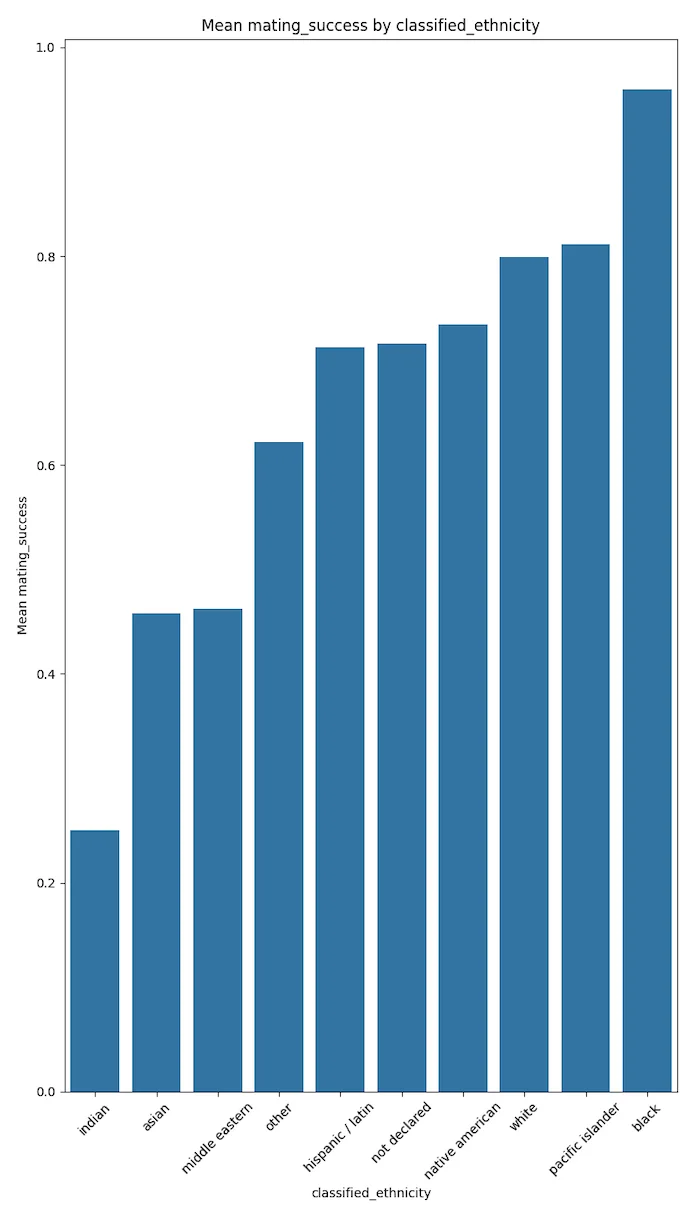 Mean mating_success by classified_ethnicity
1.0
0.8
0.6
0.4
0.2
0.0
Mean mating_success
indian
asian
middle eastern
other
hispanic / latin
not declared
native american
white
pacific islander
black
classified_ethnicity